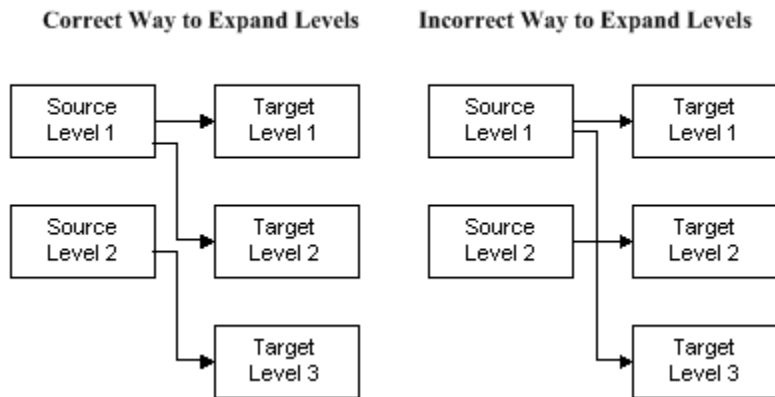 Correct Way to Expand Levels
Incorrect Way to Expand Levels
Source
Level 1
Target
Level 1
Source
Level 1
Target
Level 1
Source
Level 2
Target
Level 2
Source
Level 2
Target
Level 2
Target
Level 3
Target
Level 3